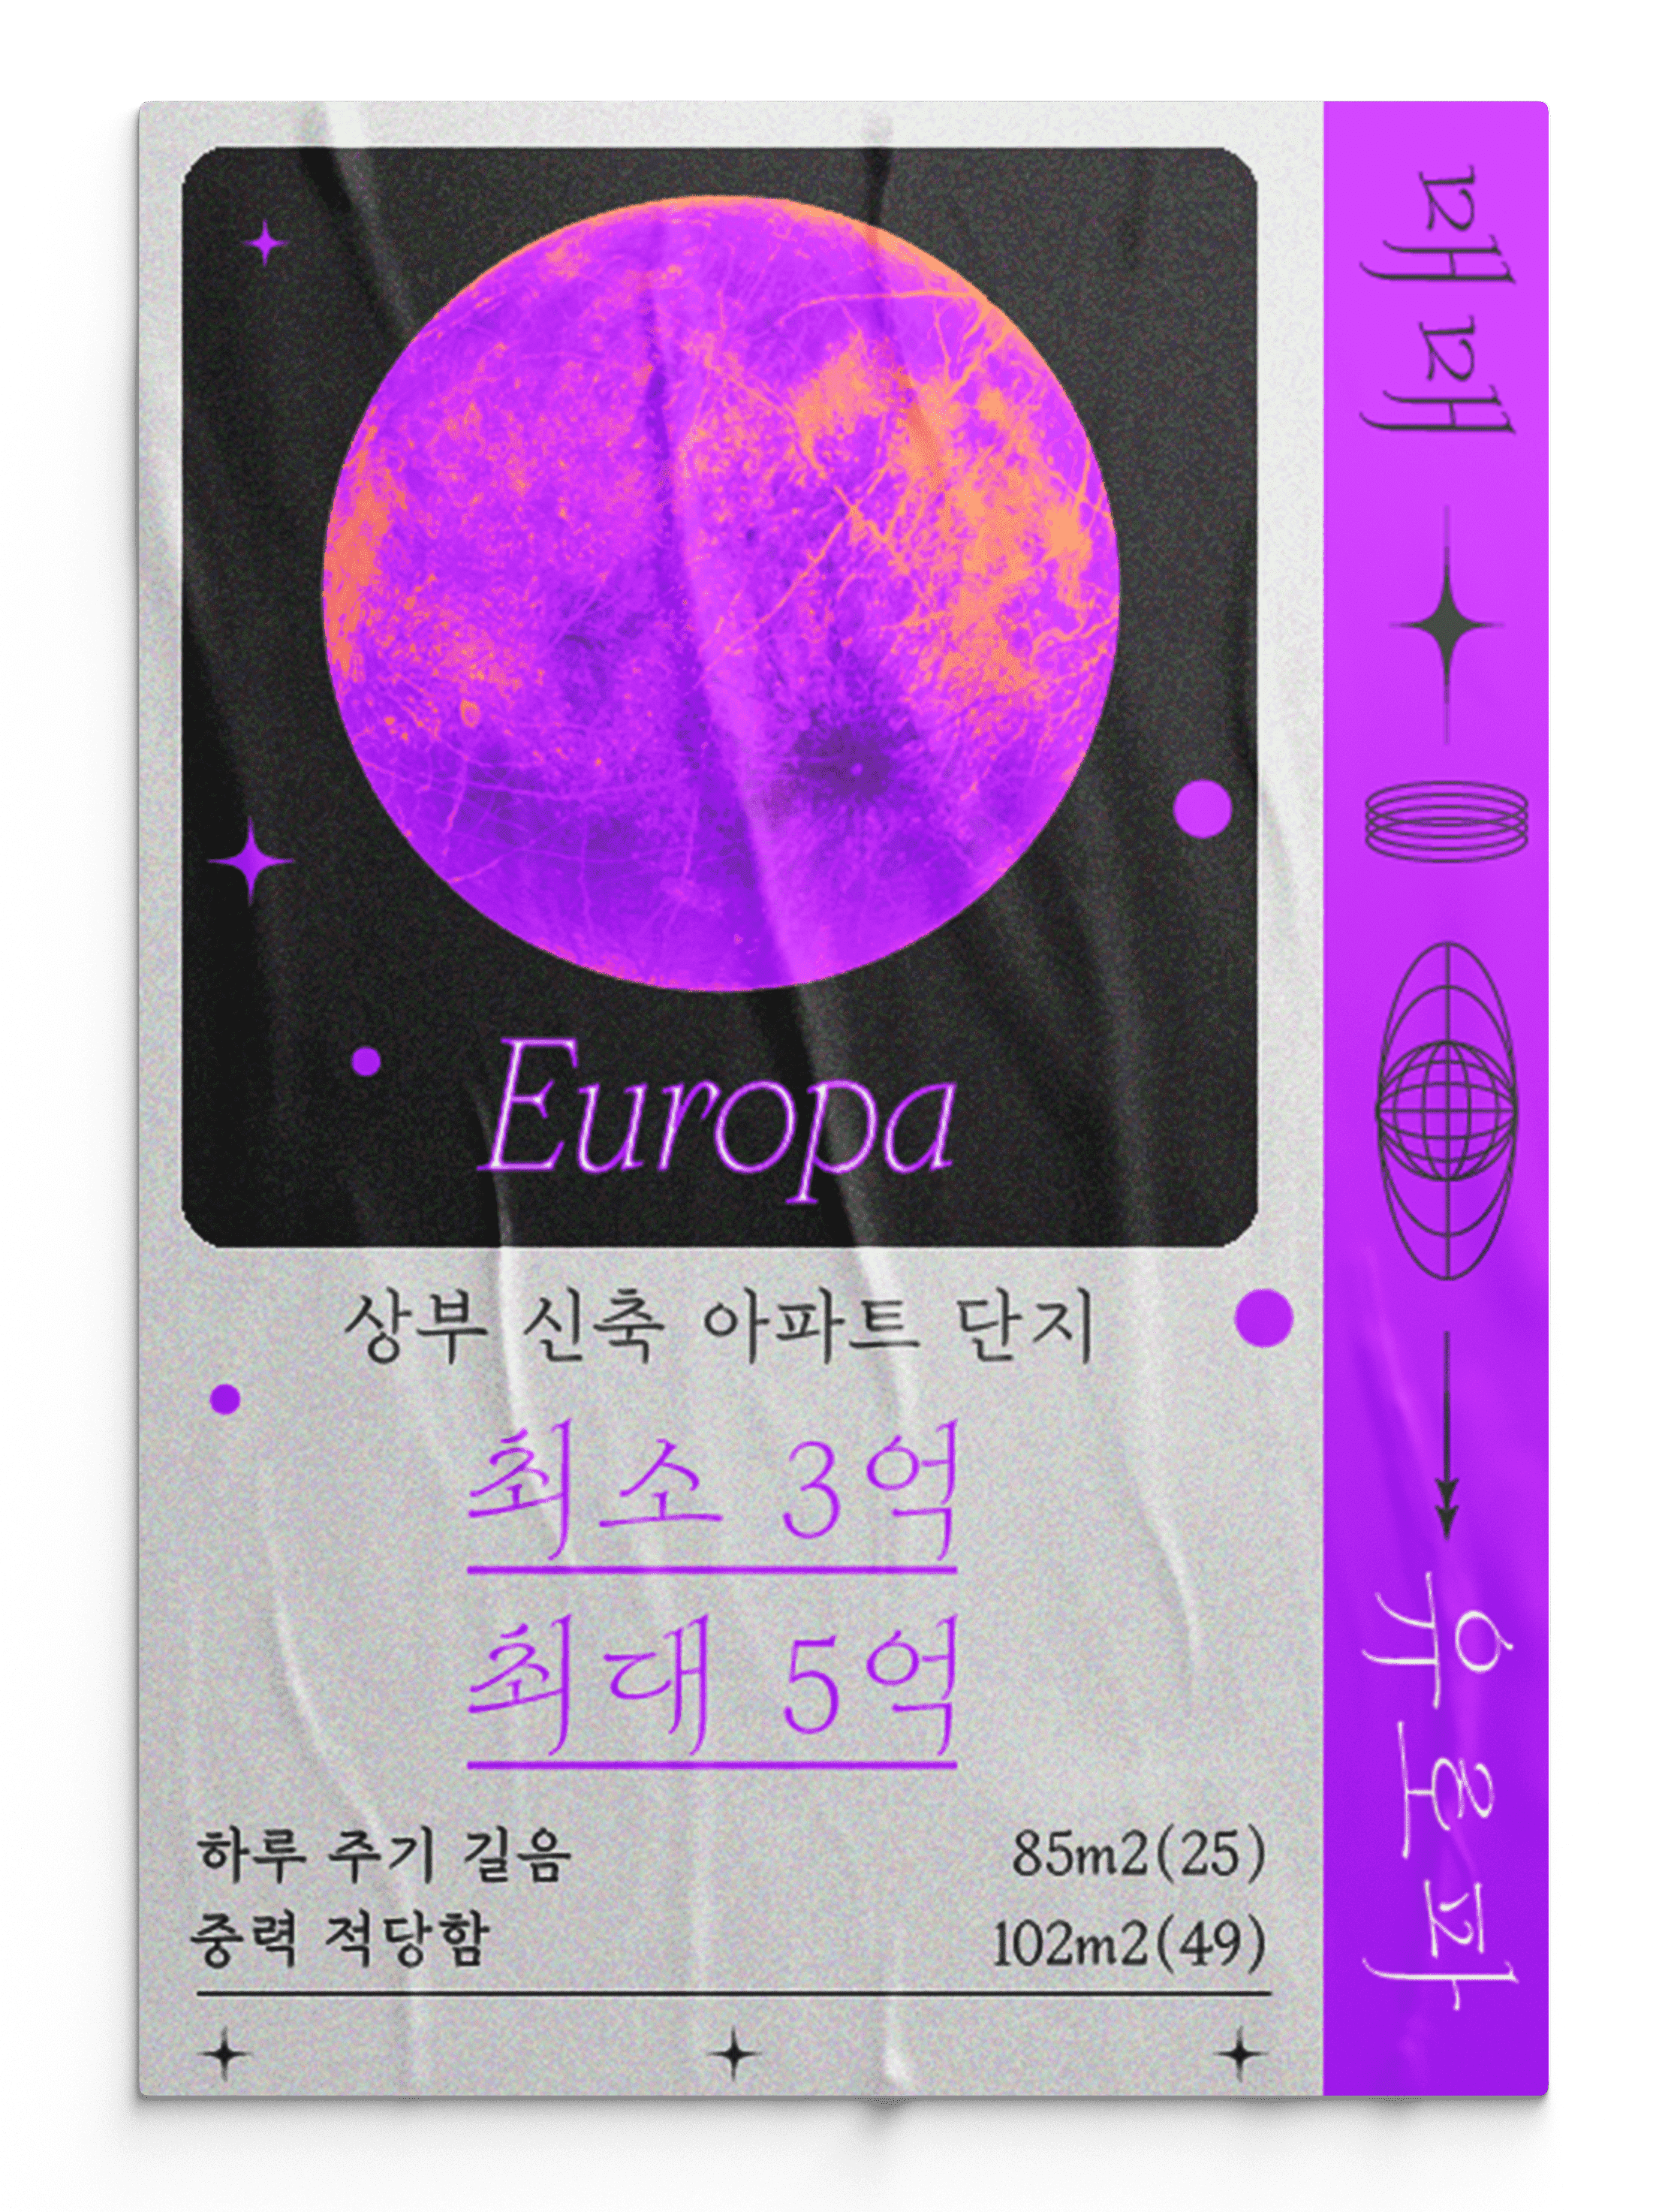 Europa
상부 신축 아파트 단지
최소 3억
최대 5억
하루 주기 길음
중력 적당함
85m2(25)
102m2(49)
매매
유로파